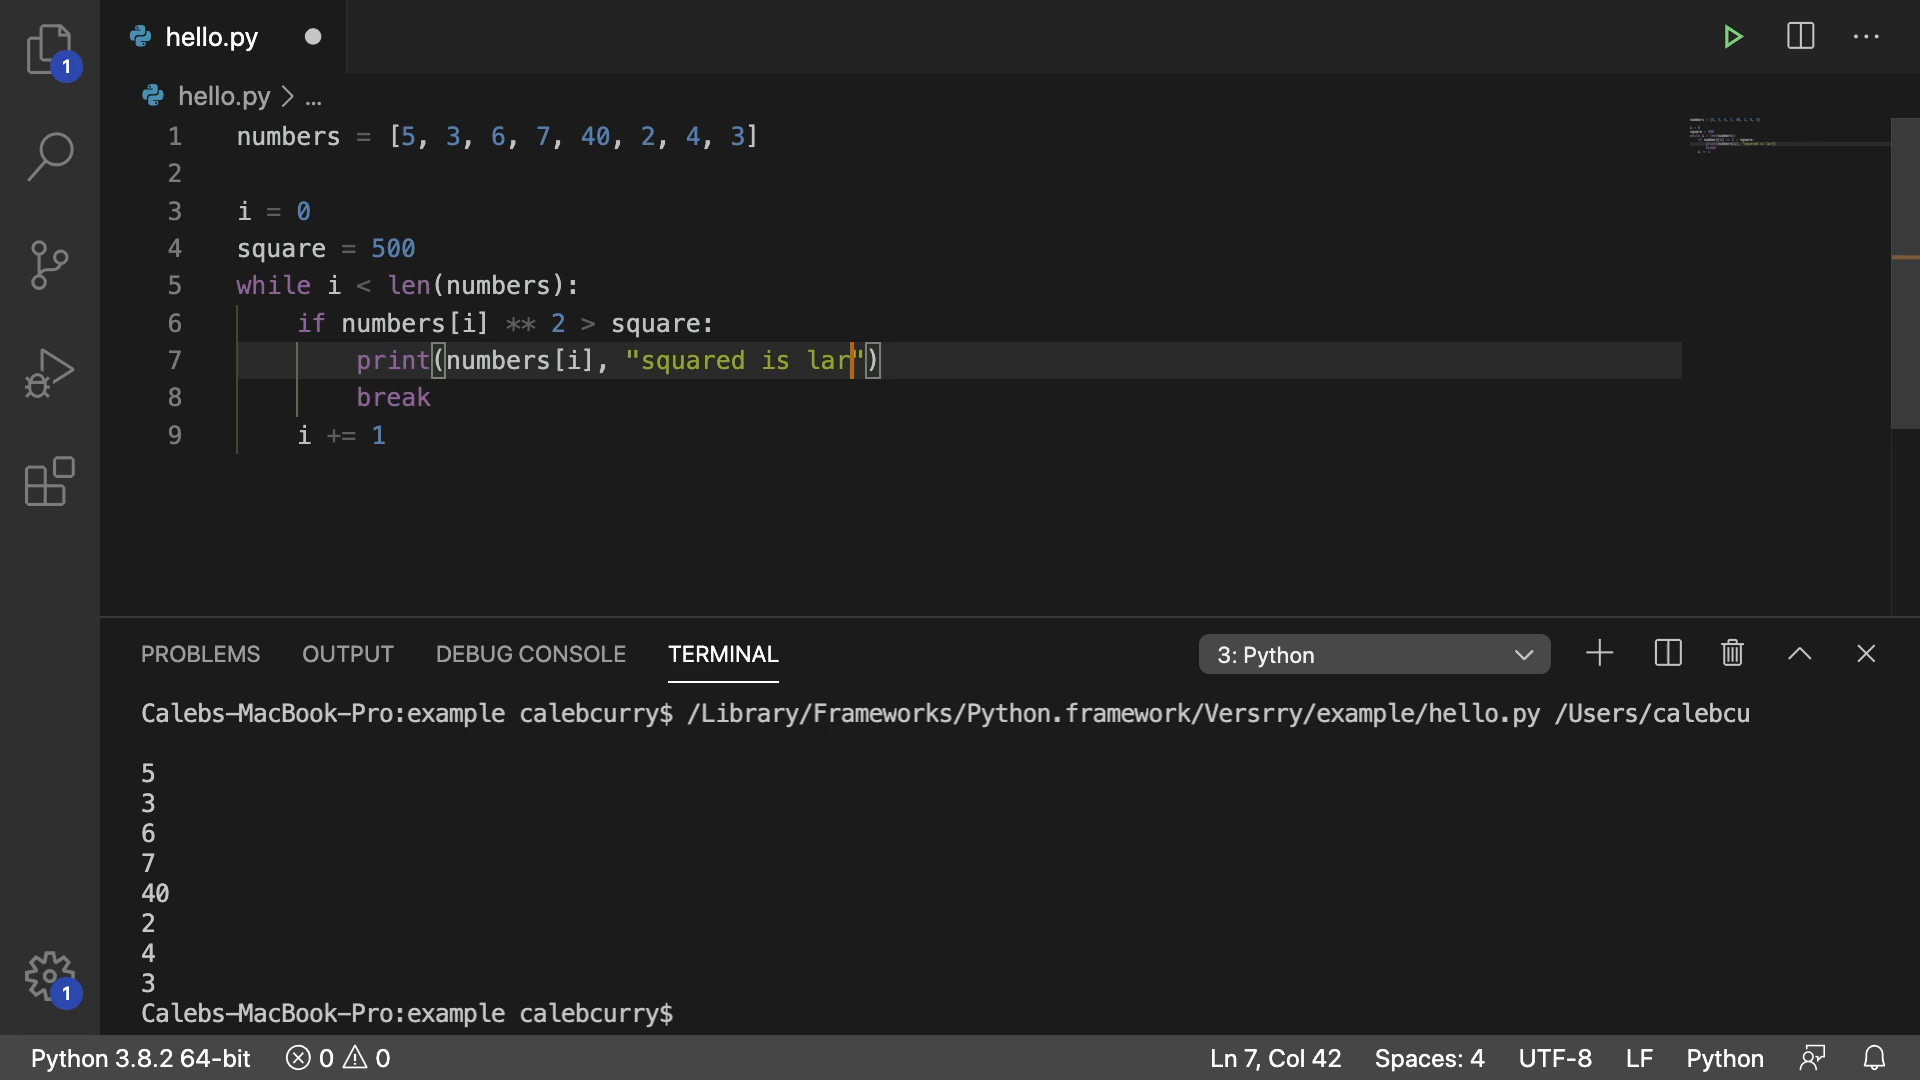 hello.py
1
hello.py > ...
1 numbers = [5, 3, 6, 7, 40, 2, 4, 3]
2
3 i = 0
4 square = 500
5 while i < len(numbers):
6     if numbers[i] ** 2 > square:
7         print(numbers[i], "squared is lar")
8         break
9     i += 1
PROBLEMS OUTPUT DEBUG CONSOLE TERMINAL 3: Python
Calebs-MacBook-Pro:example calebcurry$ /Library/Frameworks/Python.framework/Versrry/example/hello.py /Users/calebcu
5
3
6
7
40
2
4
3
Calebs-MacBook-Pro:example calebcurry$
1
Python 3.8.2 64-bit 0 0 Ln 7, Col 42 Spaces: 4 UTF-8 LF Python